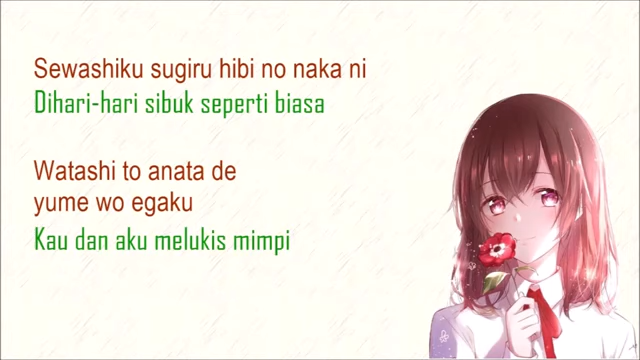 Sewashiku sugiru hibi no naka ni
Dihari-hari sibuk seperti biasa
Watashi to anata de
yume wo egaku
Kau dan aku melukis mimpi